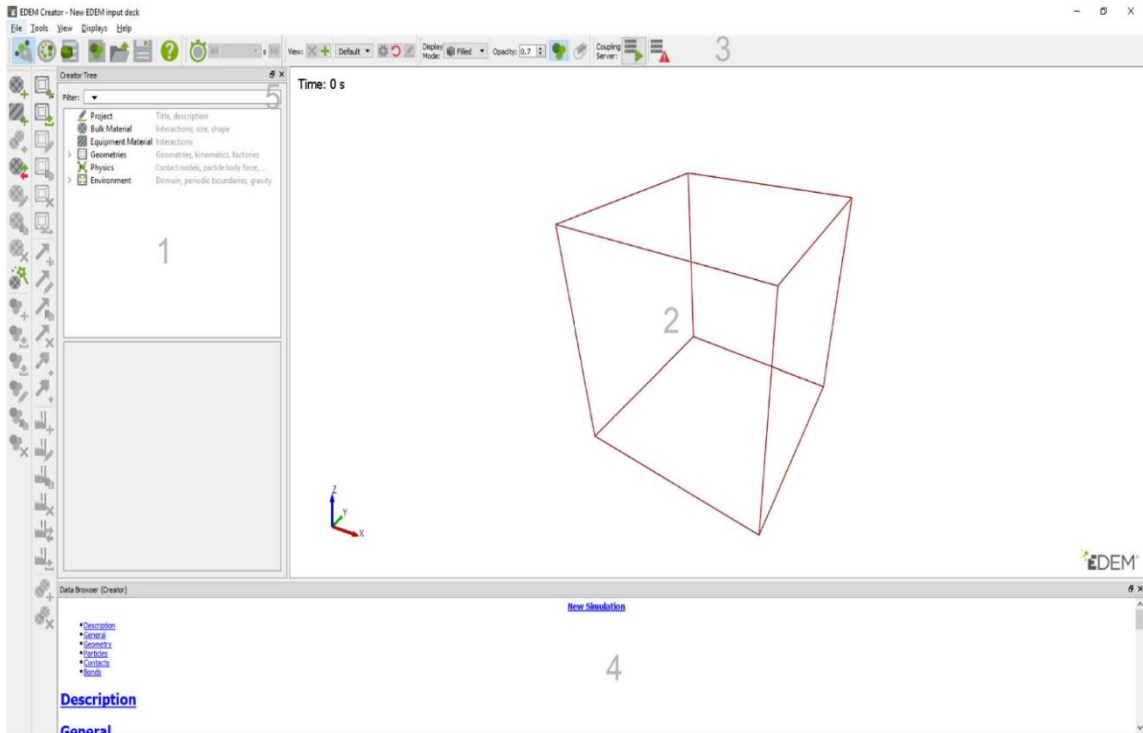 EDEM Creator - New EDEM input deck
File Tools View Displays Help
s View: Default Display Mode: Filled Opacity: 0.7 Coupling Server: 3
Creator Tree
5
Filter:
Project Title, description
Bulk Material Interactions, size, shape
Equipment Material Interactions
Geometries Geometries, kinematics, factories
Physics Contact models, particle body force, ...
Environment Domain, periodic boundaries, gravity
1
Time: 0 s
2
Z
Y
X
EDEM
Data Browser (Creator)
New Simulation
Description
General
Geometry
Particles
Contacts
Bonds
4
Description
General